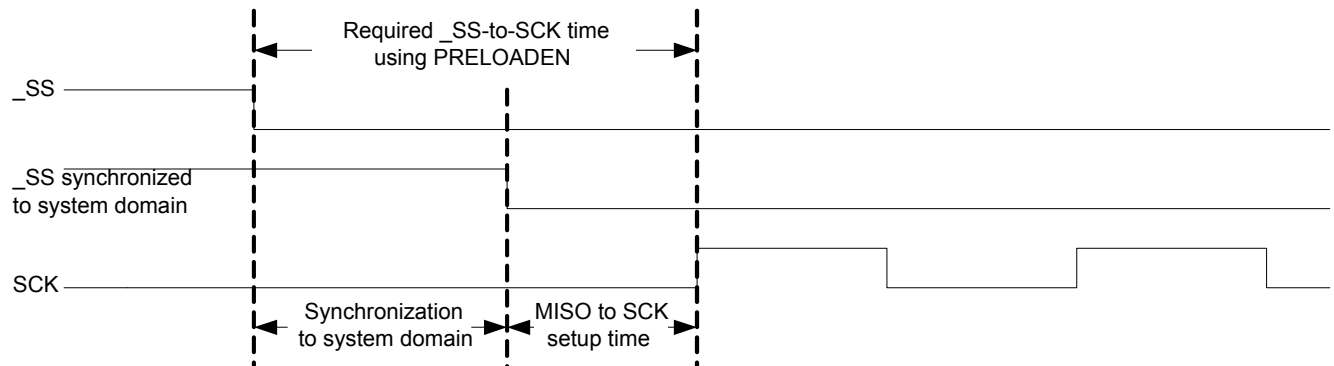 Required _SS-to-SCK time
using PRELOADEN
_SS
_SS synchronized
to system domain
SCK
Synchronization
to system domain
MISO to SCK
setup time